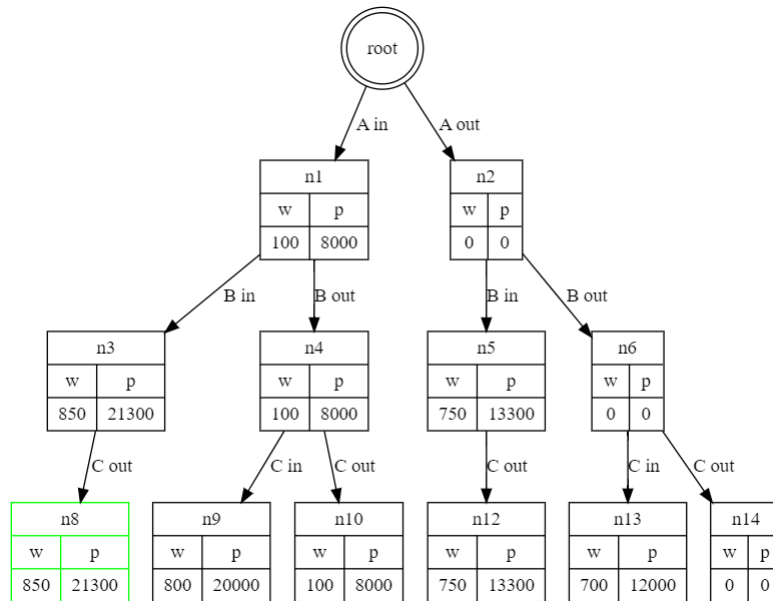 root
A in A out
n1 n2
w p w p
100 8000 0 0
B in B out B in B out
n3 n4 n5 n6
w p w p w p w p
850 21300 100 8000 750 13300 0 0
C out C in C out C out C in C out
n8 n9 n10 n12 n13 n14
w p w p w p w p w p w p
850 21300 800 20000 100 8000 750 13300 700 12000 0 0